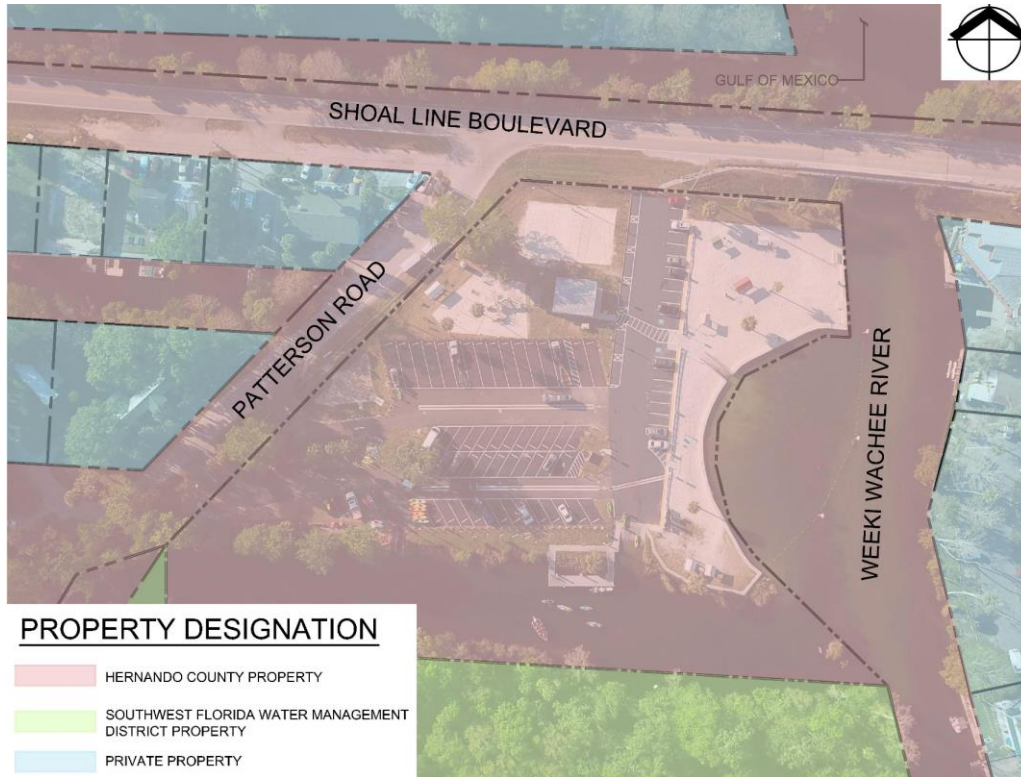 GULF OF MEXICO
SHOAL LINE BOULEVARD
PATTERSON ROAD
WEEKI WACHEE RIVER
PROPERTY DESIGNATION
HERNANDO COUNTY PROPERTY
SOUTHWEST FLORIDA WATER MANAGEMENT
DISTRICT PROPERTY
PRIVATE PROPERTY